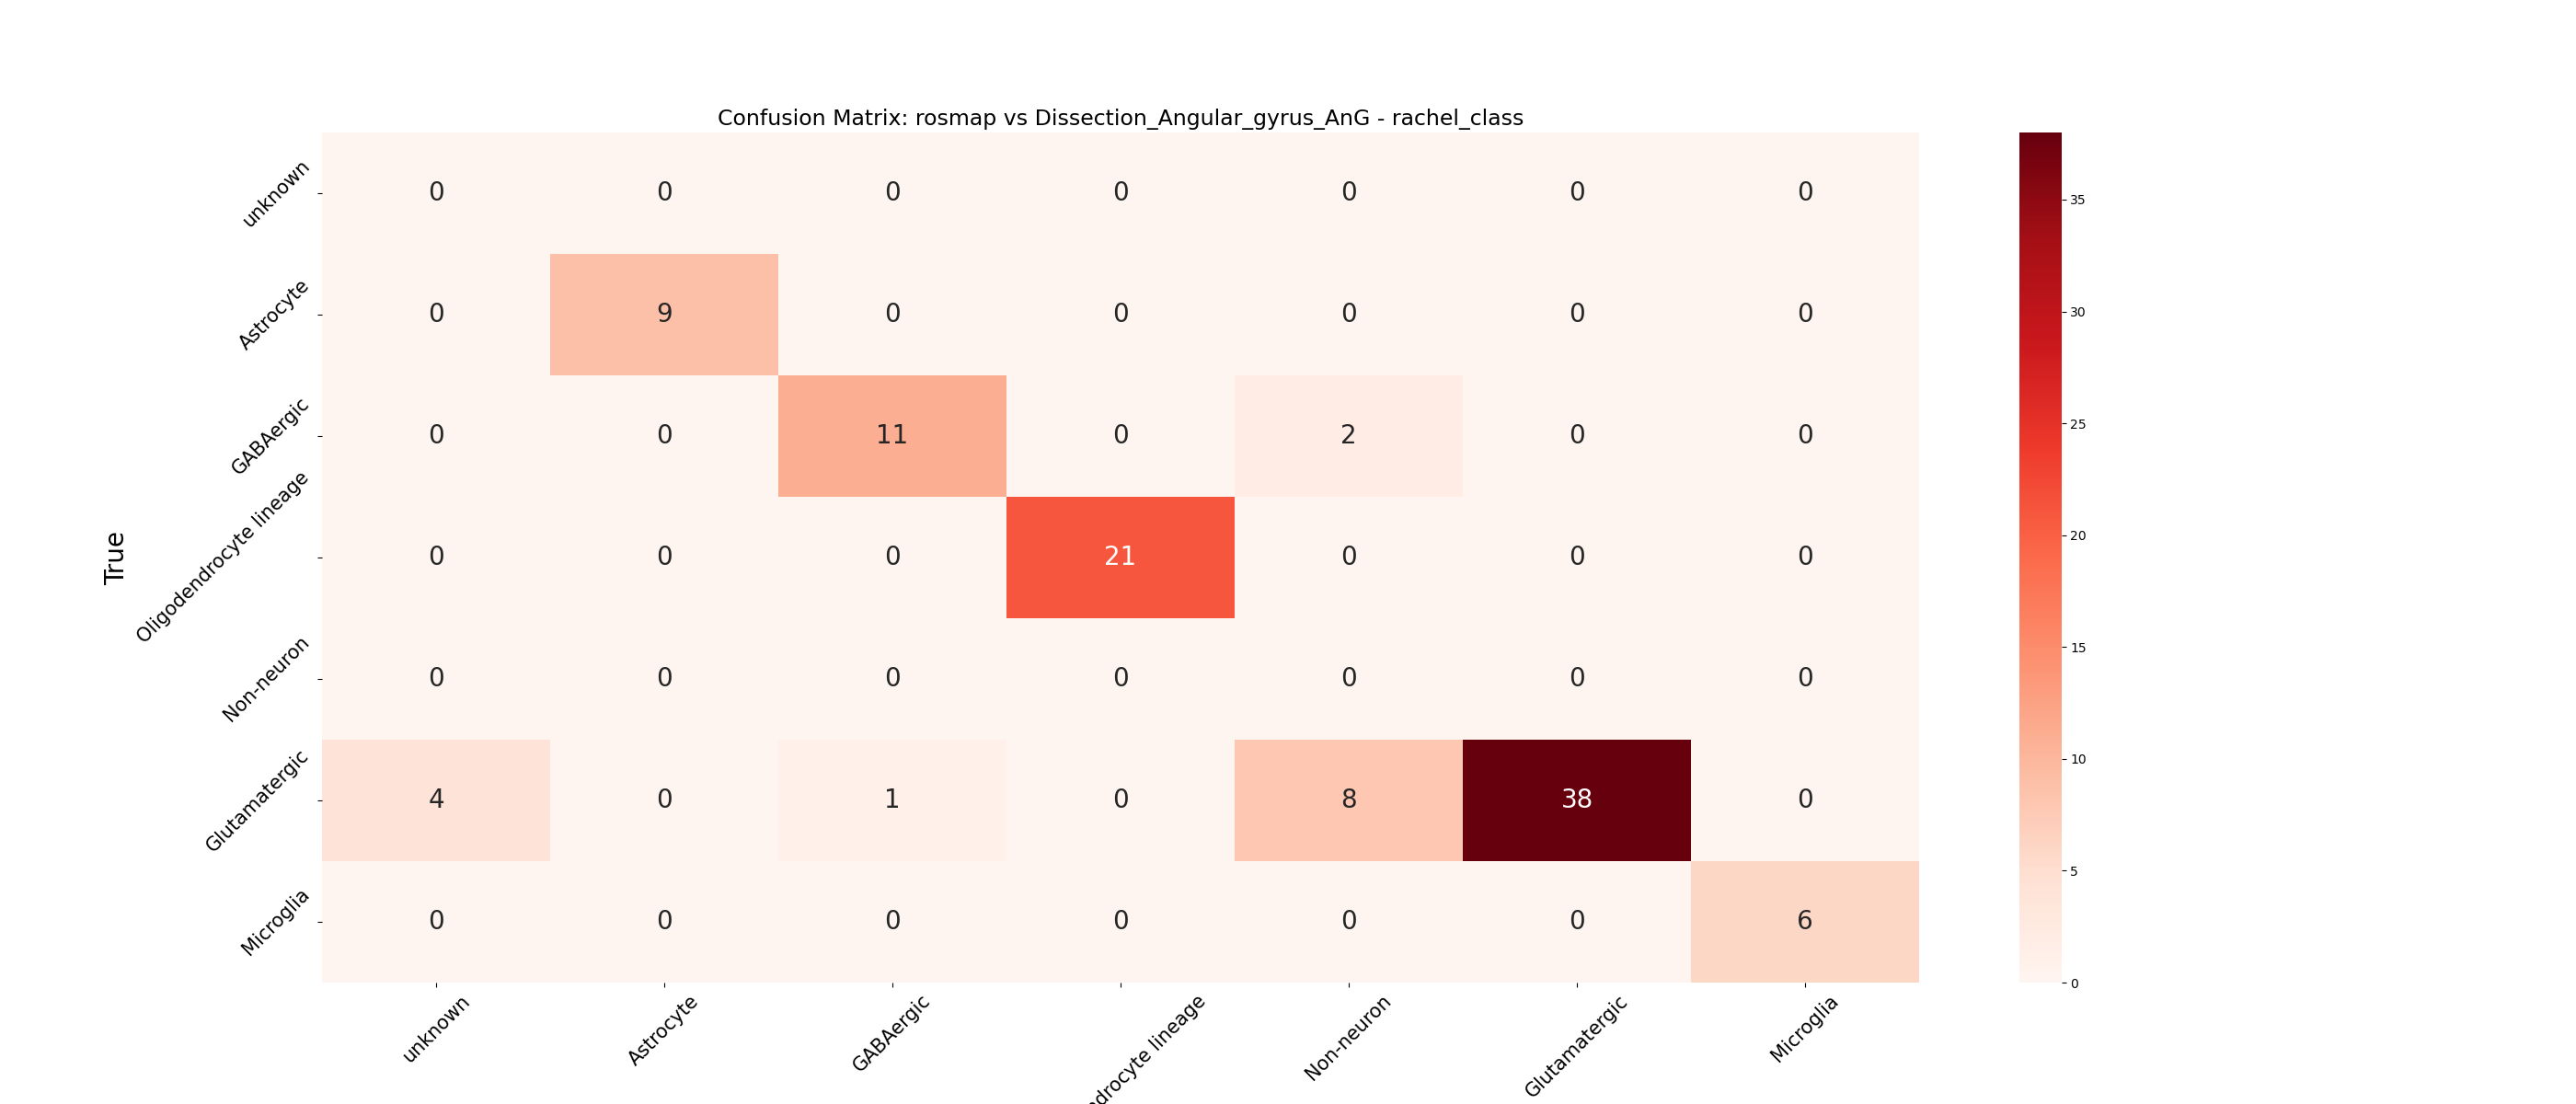 Confusion Matrix: rosmap vs Dissection_Angular_gyrus_AnG - rachel_class
True
unknown 0 0 0 0 0 0 0
Astrocyte 0 9 0 0 0 0 0
GABAergic 0 0 11 0 2 0 0
Oligodendrocyte lineage 0 0 0 21 0 0 0
Non-neuron 0 0 0 0 0 0 0
Glutamatergic 4 0 1 0 8 38 0
Microglia 0 0 0 0 0 0 6
unknown Astrocyte GABAergic lineage Non-neuron Glutamatergic Microglia
35
30
25
20
15
10
5
0